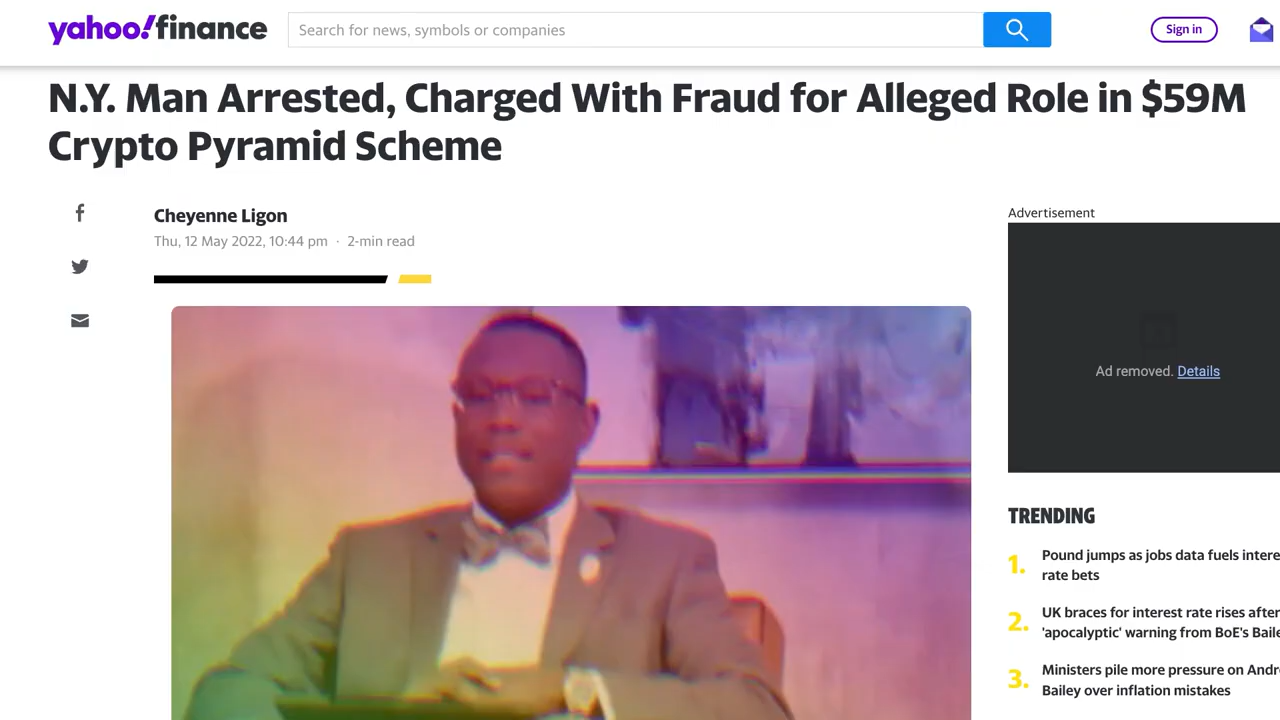 yahoo!finance
Search for news, symbols or companies
Sign in
N.Y. Man Arrested, Charged With Fraud for Alleged Role in $59M
Crypto Pyramid Scheme
Cheyenne Ligon
Thu, 12 May 2022, 10:44 pm · 2-min read
Advertisement
Ad removed. Details
TRENDING
1. Pound jumps as jobs data fuels intere
rate bets
2. UK braces for interest rate rises after
'apocalyptic' warning from BoE's Baile
3. Ministers pile more pressure on Andr
Bailey over inflation mistakes